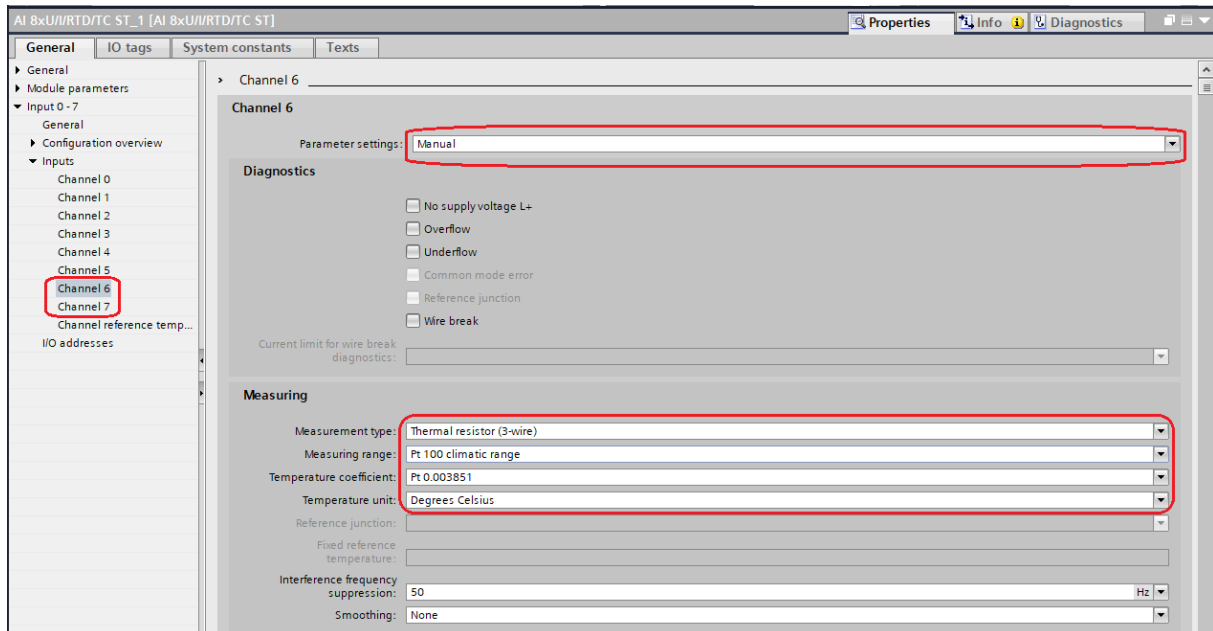 AI 8xU/I/RTD/TC ST_1 [AI 8xU/I/RTD/TC ST]
Properties
Info
Diagnostics
General
IO tags
System constants
Texts
General
Module parameters
Input 0 - 7
General
Configuration overview
Inputs
Channel 0
Channel 1
Channel 2
Channel 3
Channel 4
Channel 5
Channel 6
Channel 7
Channel reference temp...
I/O addresses
Channel 6
Channel 6
Parameter settings: Manual
Diagnostics
No supply voltage L+
Overflow
Underflow
Common mode error
Reference junction
Wire break
Current limit for wire break
diagnostics:
Measuring
Measurement type: Thermal resistor (3-wire)
Measuring range: Pt 100 climatic range
Temperature coefficient: Pt 0.003851
Temperature unit: Degrees Celsius
Reference junction:
Fixed reference
temperature:
Interference frequency
suppression: 50 Hz
Smoothing: None